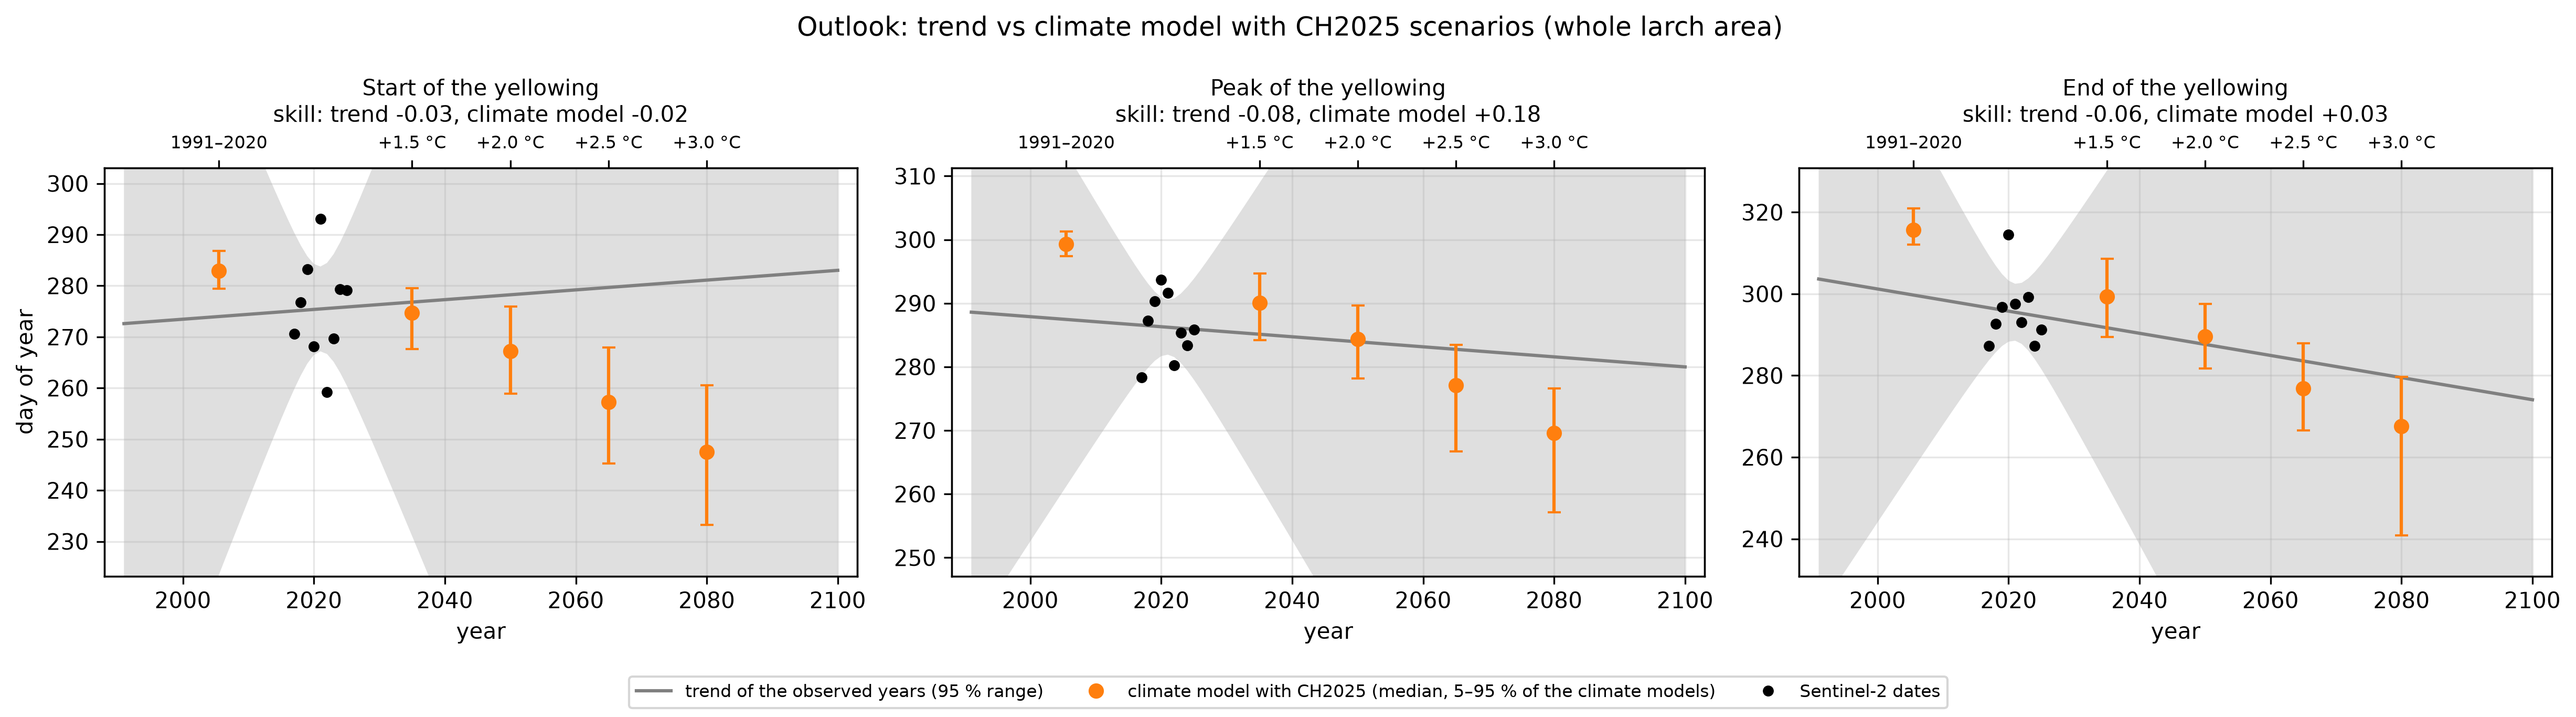 Outlook: trend vs climate model with CH2025 scenarios (whole larch area)
Start of the yellowing
skill: trend -0.03, climate model -0.02
1991–2020 +1.5 °C +2.0 °C +2.5 °C +3.0 °C
300
290
280
270
260
250
240
230
day of year
2000 2020 2040 2060 2080 2100
year
Peak of the yellowing
skill: trend -0.08, climate model +0.18
1991–2020 +1.5 °C +2.0 °C +2.5 °C +3.0 °C
310
300
290
280
270
260
250
2000 2020 2040 2060 2080 2100
year
End of the yellowing
skill: trend -0.06, climate model +0.03
1991–2020 +1.5 °C +2.0 °C +2.5 °C +3.0 °C
320
300
280
260
240
2000 2020 2040 2060 2080 2100
year
trend of the observed years (95 % range) climate model with CH2025 (median, 5–95 % of the climate models) Sentinel-2 dates